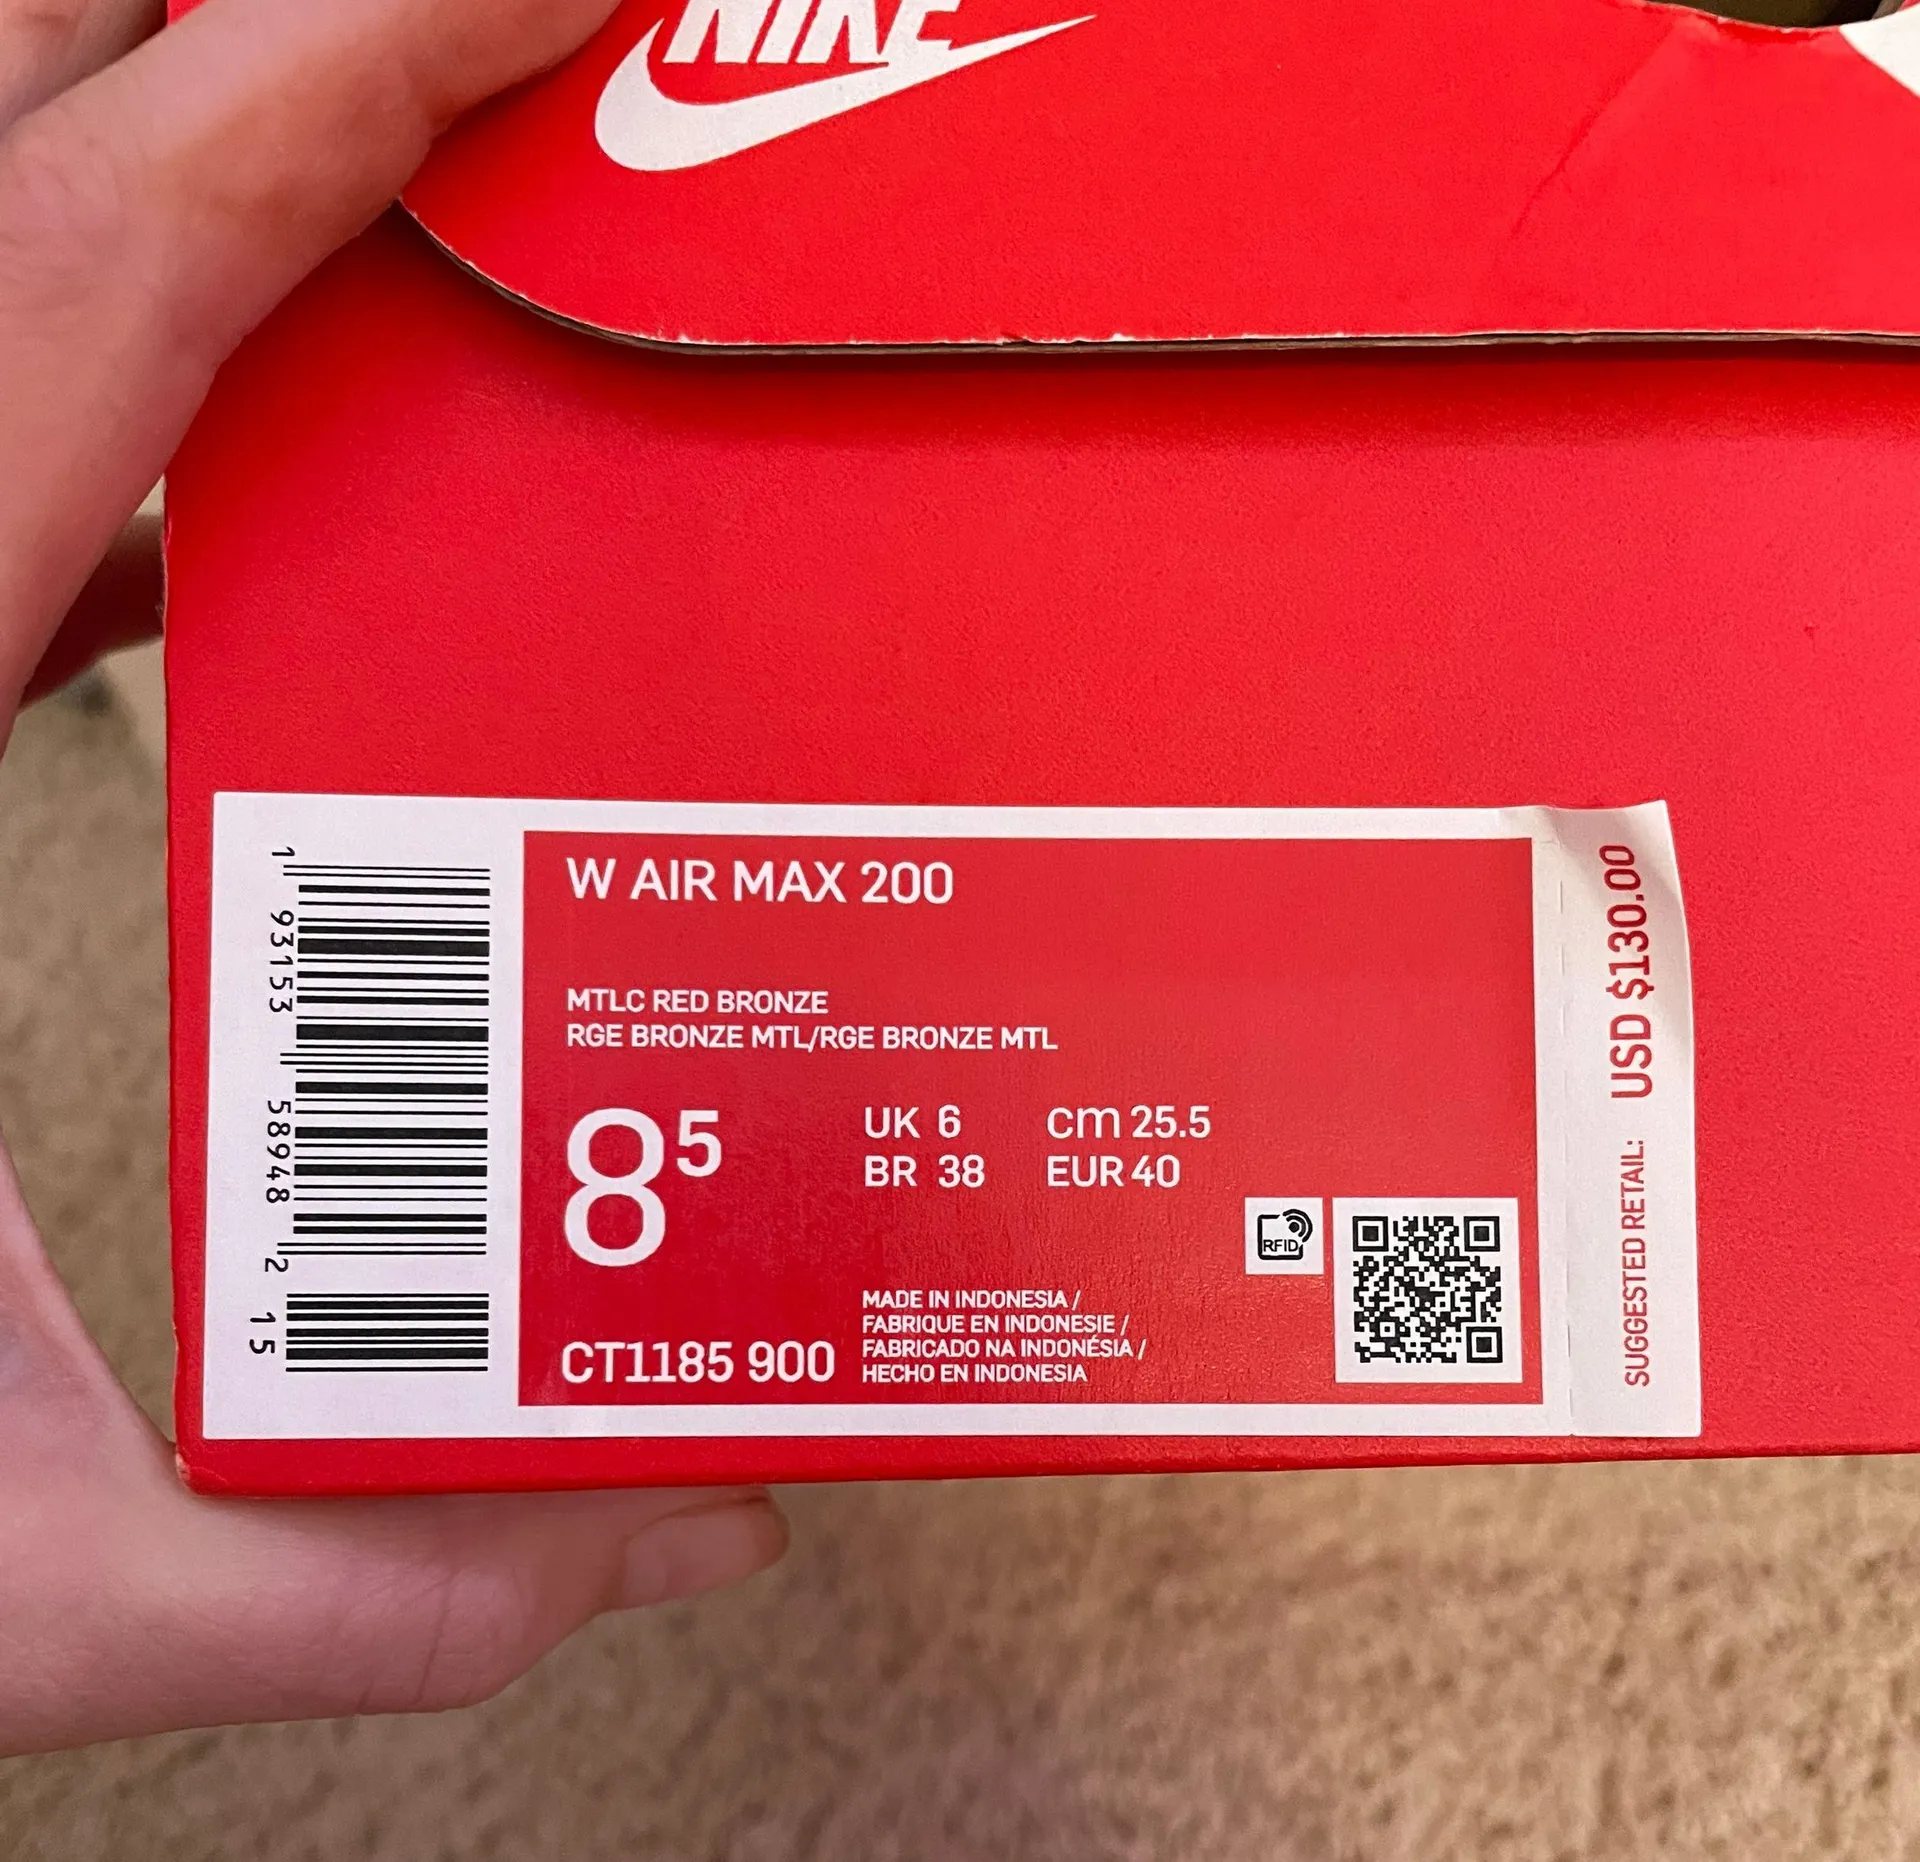 NIKE
W AIR MAX 200
MTLC RED BRONZE
RGE BRONZE MTL/RGE BRONZE MTL
8 5
UK 6
cm 25.5
BR 38
EUR 40
RFID
MADE IN INDONESIA /
FABRIQUE EN INDONESIE /
FABRICADO NA INDONÉSIA /
HECHO EN INDONESIA
CT1185 900
1 93153 58948 2 15
SUGGESTED RETAIL: USD $130.00